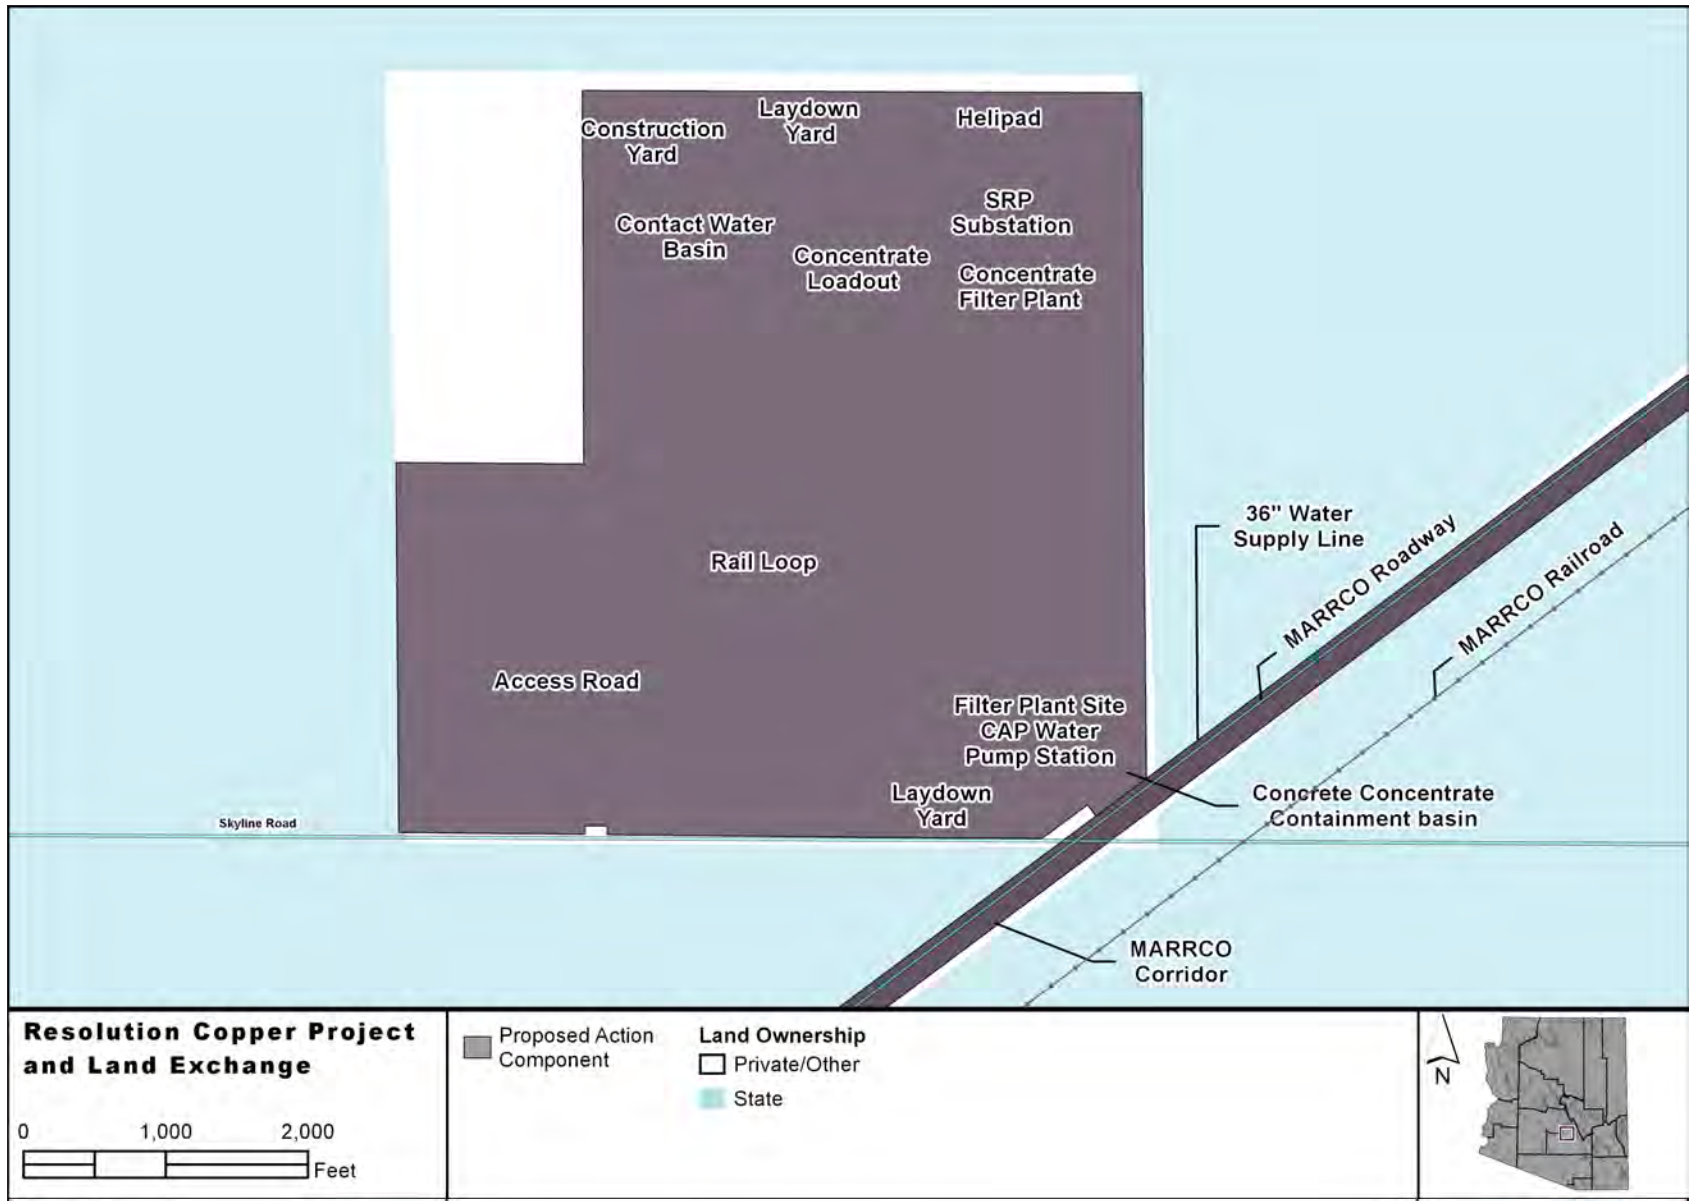 Laydown
Yard
Helipad
Construction
Yard
SRP
Substation
Contact Water
Basin
Concentrate
Loadout
Concentrate
Filter Plant
36" Water
Supply Line
MARRCO Roadway
MARRCO Railroad
Rail Loop
Access Road
Filter Plant Site
CAP Water
Pump Station
Laydown
Yard
Concrete Concentrate
Containment basin
Skyline Road
MARRCO
Corridor
Resolution Copper Project
and Land Exchange
0 1,000 2,000
Feet
Proposed Action
Component
Land Ownership
Private/Other
State
N